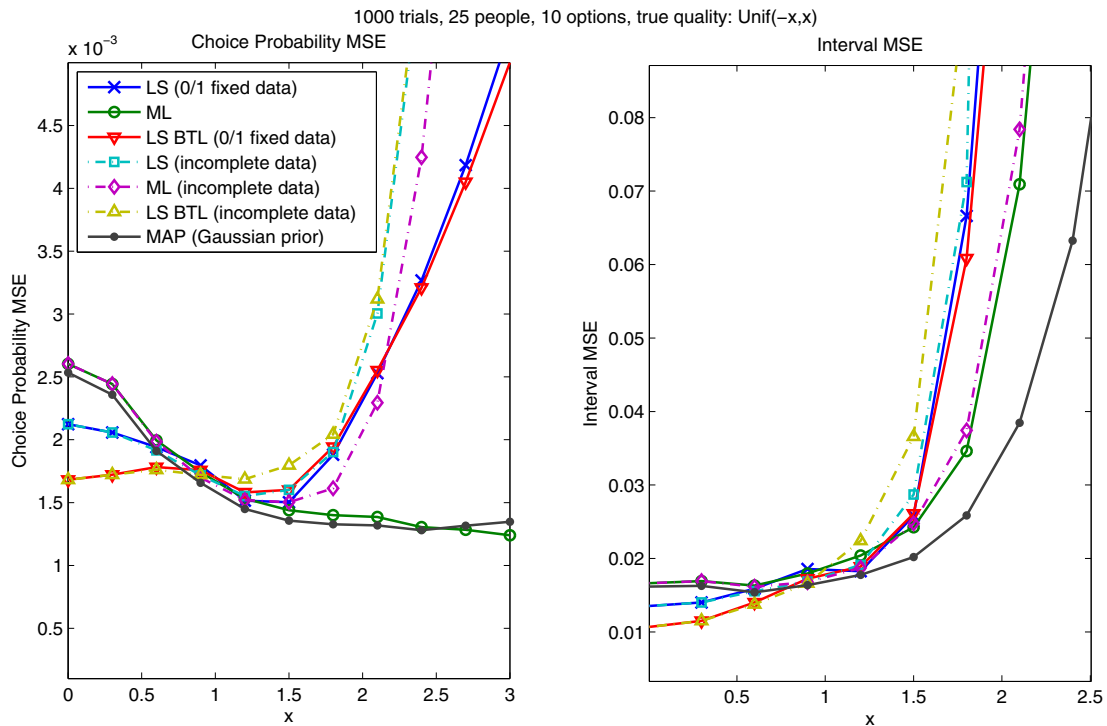 1000 trials, 25 people, 10 options, true quality: Unif(−x,x)
Choice Probability MSE
x 10⁻³
LS (0/1 fixed data)
ML
LS BTL (0/1 fixed data)
LS (incomplete data)
ML (incomplete data)
LS BTL (incomplete data)
MAP (Gaussian prior)
Choice Probability MSE
4.5
4
3.5
3
2.5
2
1.5
1
0.5
0 0.5 1 1.5 2 2.5 3
x
Interval MSE
Interval MSE
0.08
0.07
0.06
0.05
0.04
0.03
0.02
0.01
0.5 1 1.5 2 2.5
x